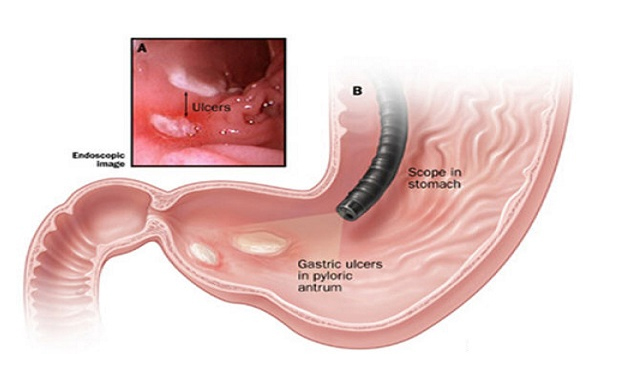 A
Ulcers
Endoscopic
image
B
Scope in
stomach
Gastric ulcers
in pyloric
antrum